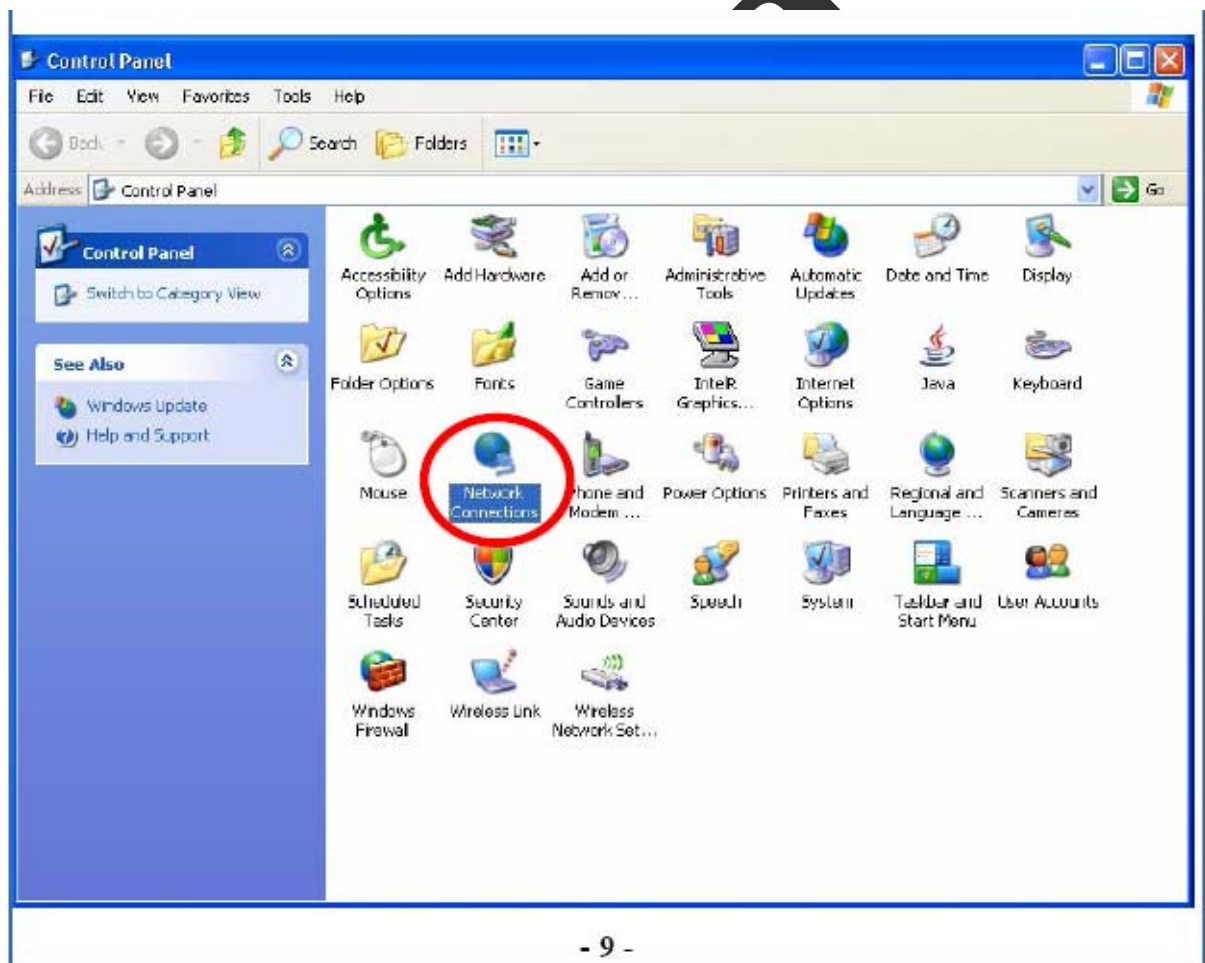 Control Panel
File Edit View Favorites Tools Help
Back Search Folders
Address Control Panel Go
Control Panel
Switch to Category View
See Also
Windows Update
Help and Support
Accessibility Options
Add Hardware
Add or Remov...
Administrative Tools
Automatic Updates
Date and Time
Display
Folder Options
Fonts
Game Controllers
IntelR Graphics...
Internet Options
Java
Keyboard
Mouse
Network Connections
Phone and Modem ...
Power Options
Printers and Faxes
Regional and Language ...
Scanners and Cameras
Scheduled Tasks
Security Center
Sounds and Audio Devices
Speech
System
Taskbar and Start Menu
User Accounts
Windows Firewall
Wireless Link
Wireless Network Set...
- 9 -